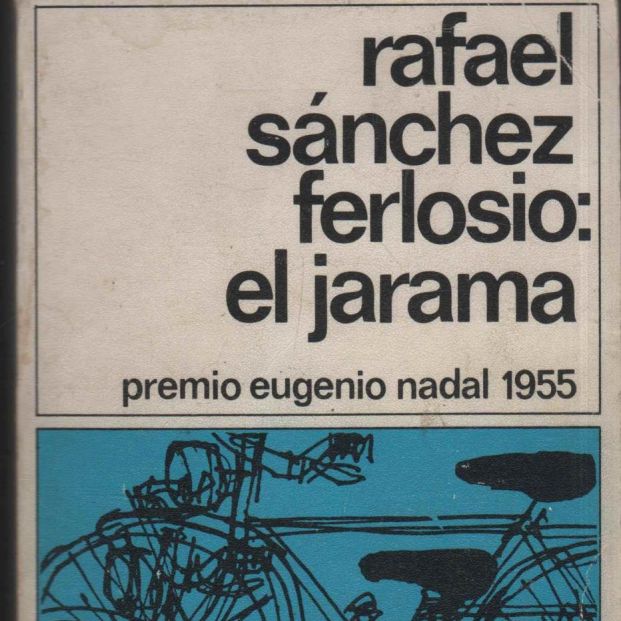 rafael
sánchez
ferlosio:
el jarama
premio eugenio nadal 1955